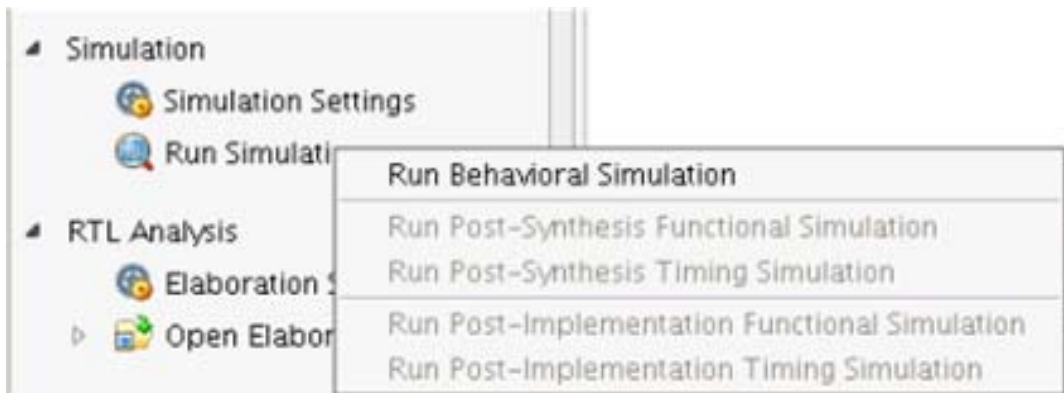 Simulation
Simulation Settings
Run Simulati
Run Behavioral Simulation
Run Post-Synthesis Functional Simulation
Run Post-Synthesis Timing Simulation
Run Post-Implementation Functional Simulation
Run Post-Implementation Timing Simulation
RTL Analysis
Elaboration S
Open Elabor